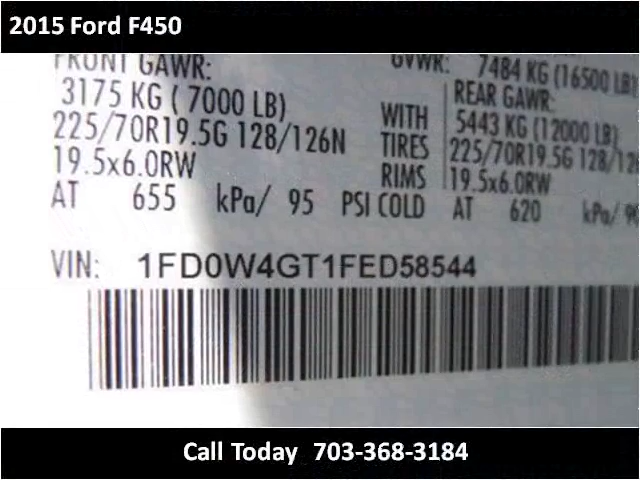 2015 Ford F450
FRONT GAWR:
3175 KG ( 7000 LB)
225/70R19.5G 128/126N
19.5x6.0RW
AT 655 kPa/ 95 PSI COLD
WITH
TIRES
RIMS
GVWR: 7484 KG (16500 LB)
REAR GAWR:
5443 KG (12000 LB)
225/70R19.5G
19.5x6.0RW
AT 620 kPa/
VIN: 1FD0W4GT1FED58544
Call Today 703-368-3184